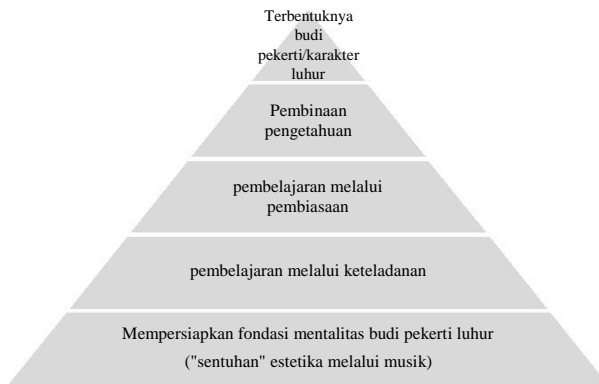 Terbentuknya
budi
pekerti/karakter
luhur
Pembinaan
pengetahuan
pembelajaran melalui
pembiasaan
pembelajaran melalui keteladanan
Mempersiapkan fondasi mentalitas budi pekerti luhur
("sentuhan" estetika melalui musik)